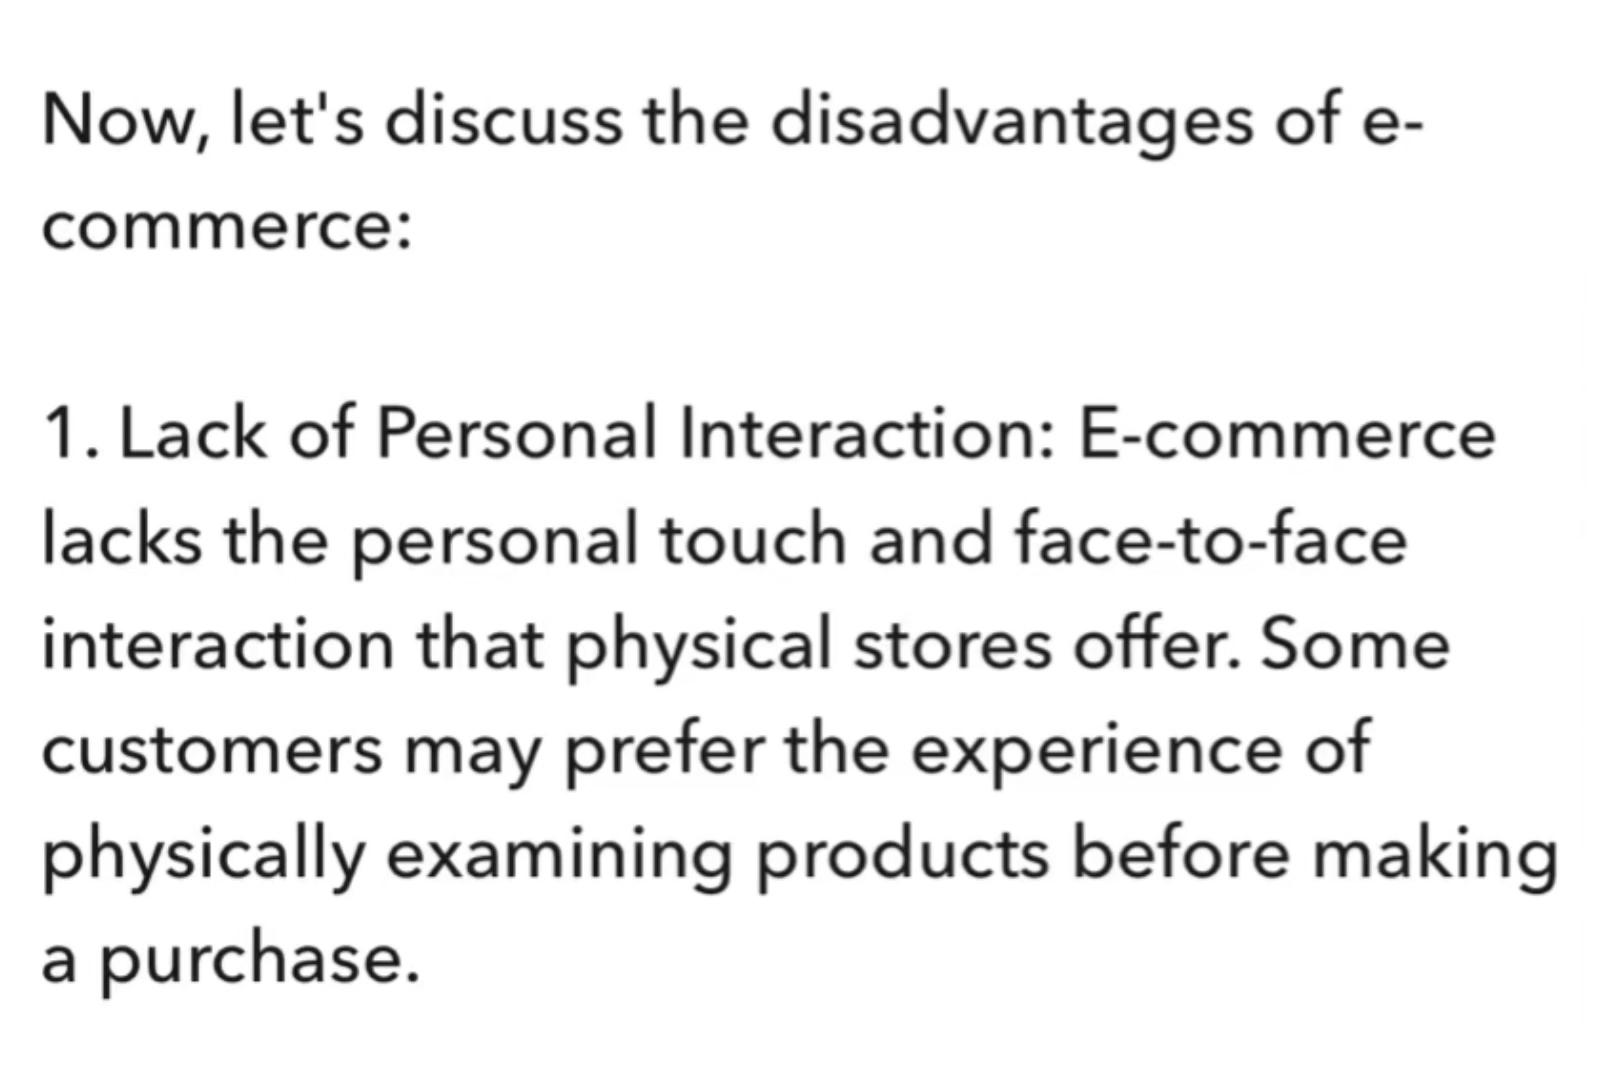 Now, let's discuss the disadvantages of e-
commerce:
1. Lack of Personal Interaction: E-commerce
lacks the personal touch and face-to-face
interaction that physical stores offer. Some
customers may prefer the experience of
physically examining products before making
a purchase.